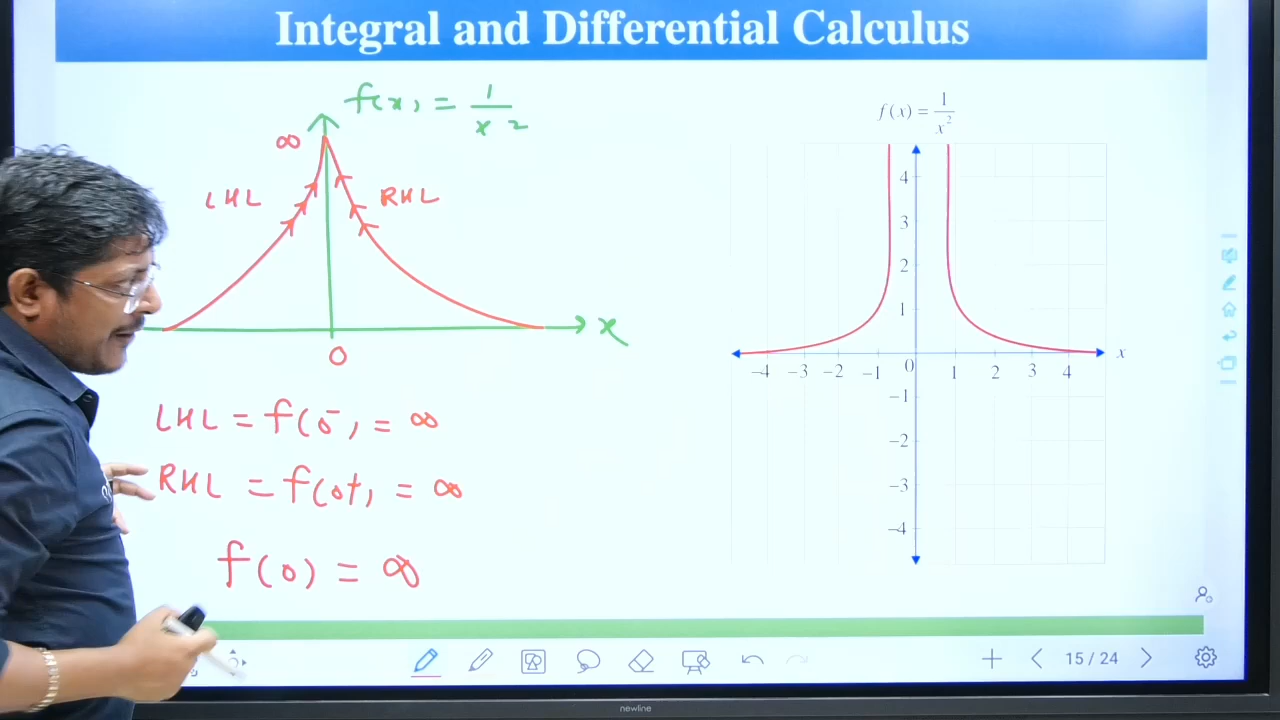 Integral and Differential Calculus
f(x) = 1/x²
∞
LHL RHL
x
0
LHL = f(0⁻) = ∞
RHL = f(0+) = ∞
f(0) = ∞
f(x) = 1/x²
4
3
2
1
0
−4 −3 −2 −1 1 2 3 4 x
−1
−2
−3
−4
15 / 24
newline